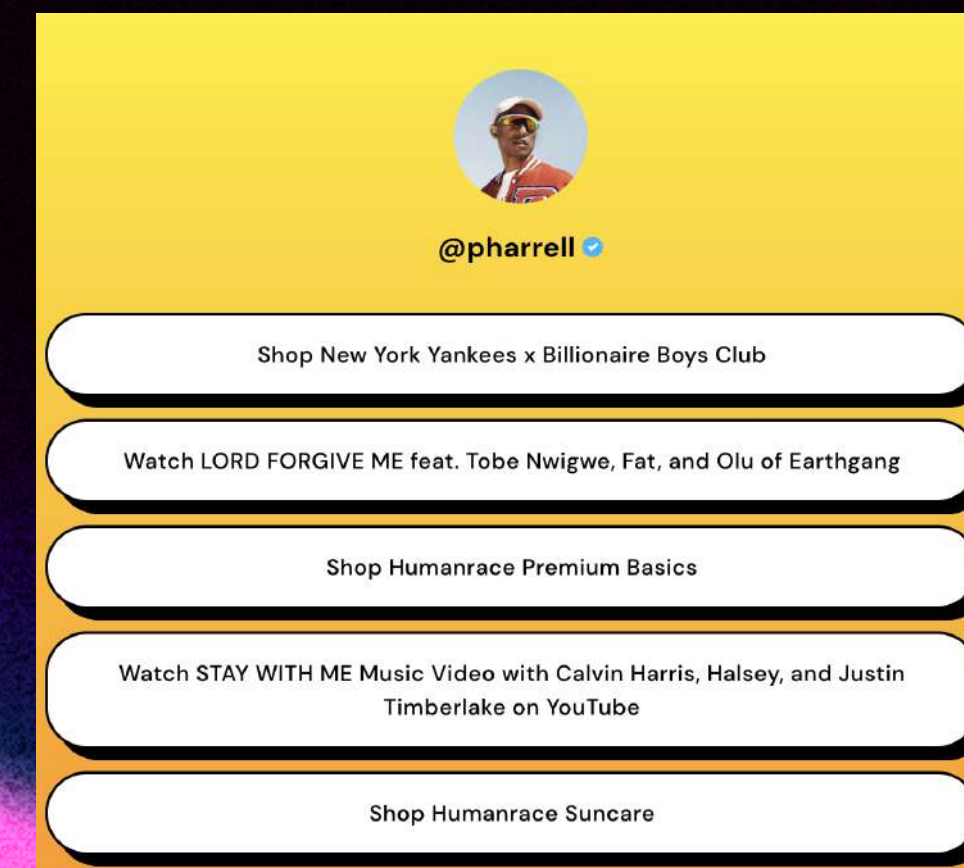 @pharrell
Shop New York Yankees x Billionaire Boys Club
Watch LORD FORGIVE ME feat. Tobe Nwigwe, Fat, and Olu of Earthgang
Shop Humanrace Premium Basics
Watch STAY WITH ME Music Video with Calvin Harris, Halsey, and Justin
Timberlake on YouTube
Shop Humanrace Suncare